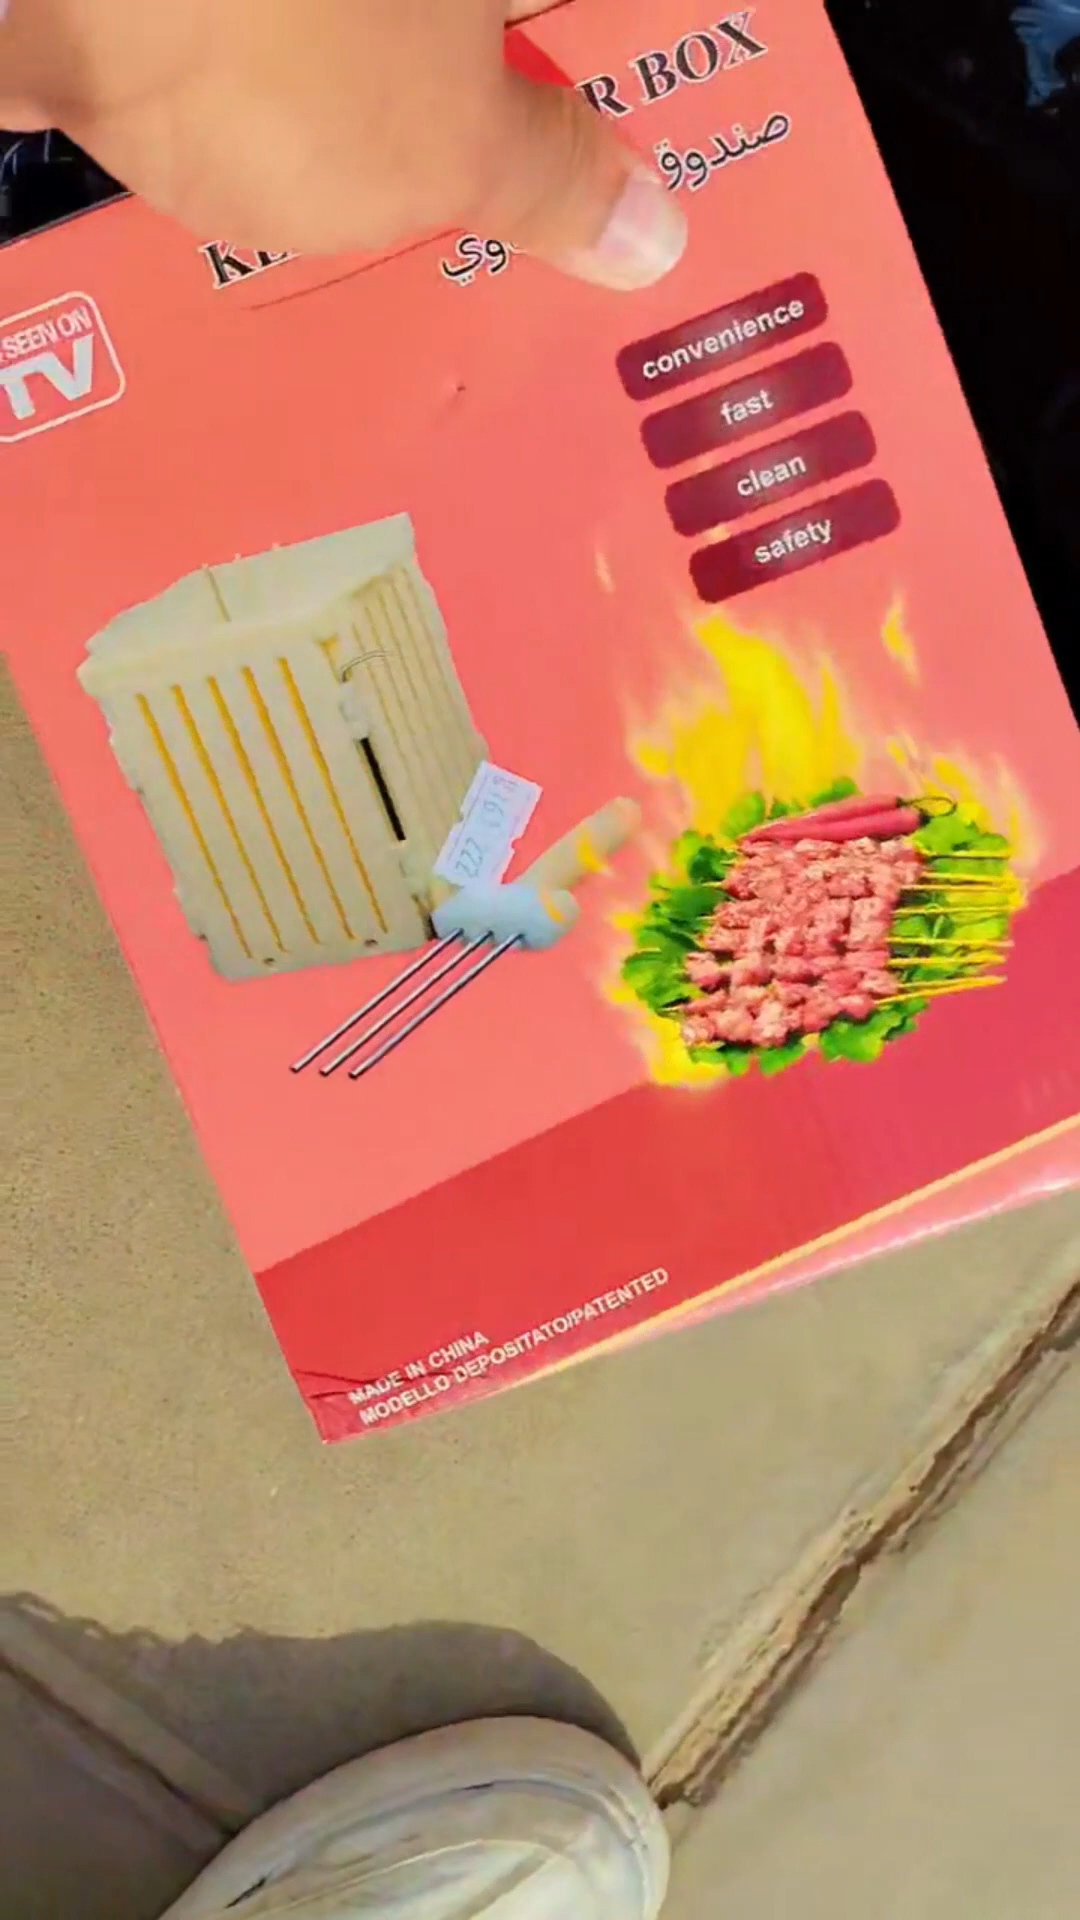 R BOX
صندوق
SEEN ON
TV
convenience
fast
clean
safety
MADE IN CHINA
MODELLO DEPOSITATO/PATENTED